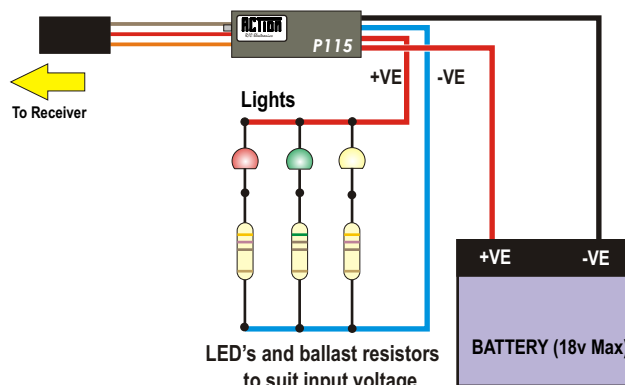 ACTION
R/C Electronics
P115
+VE
-VE
To Receiver
Lights
+VE
-VE
BATTERY (18v Max)
LED's and ballast resistors
to suit input voltage